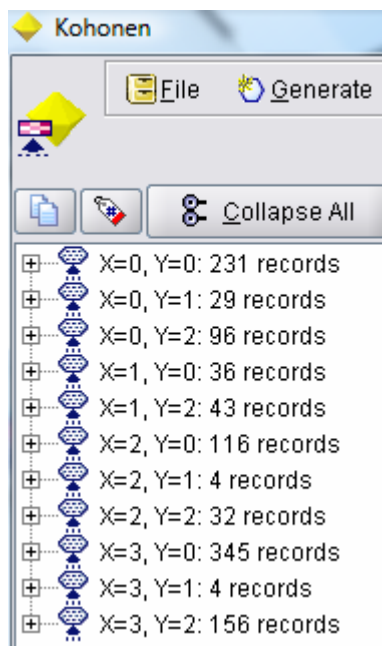 Kohonen
File Generate
Collapse All
X=0, Y=0: 231 records
X=0, Y=1: 29 records
X=0, Y=2: 96 records
X=1, Y=0: 36 records
X=1, Y=2: 43 records
X=2, Y=0: 116 records
X=2, Y=1: 4 records
X=2, Y=2: 32 records
X=3, Y=0: 345 records
X=3, Y=1: 4 records
X=3, Y=2: 156 records